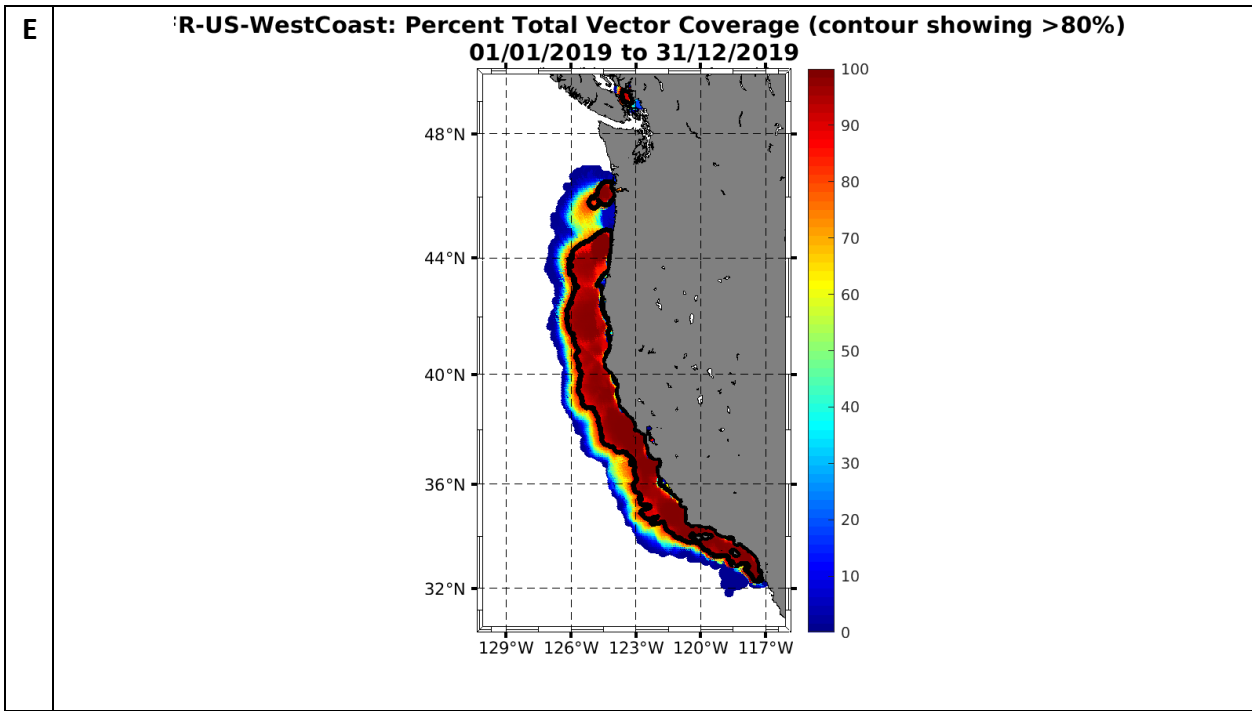 E
R-US-WestCoast: Percent Total Vector Coverage (contour showing >80%)
01/01/2019 to 31/12/2019
48°N
44°N
40°N
36°N
32°N
129°W 126°W 123°W 120°W 117°W
100
90
80
70
60
50
40
30
20
10
0